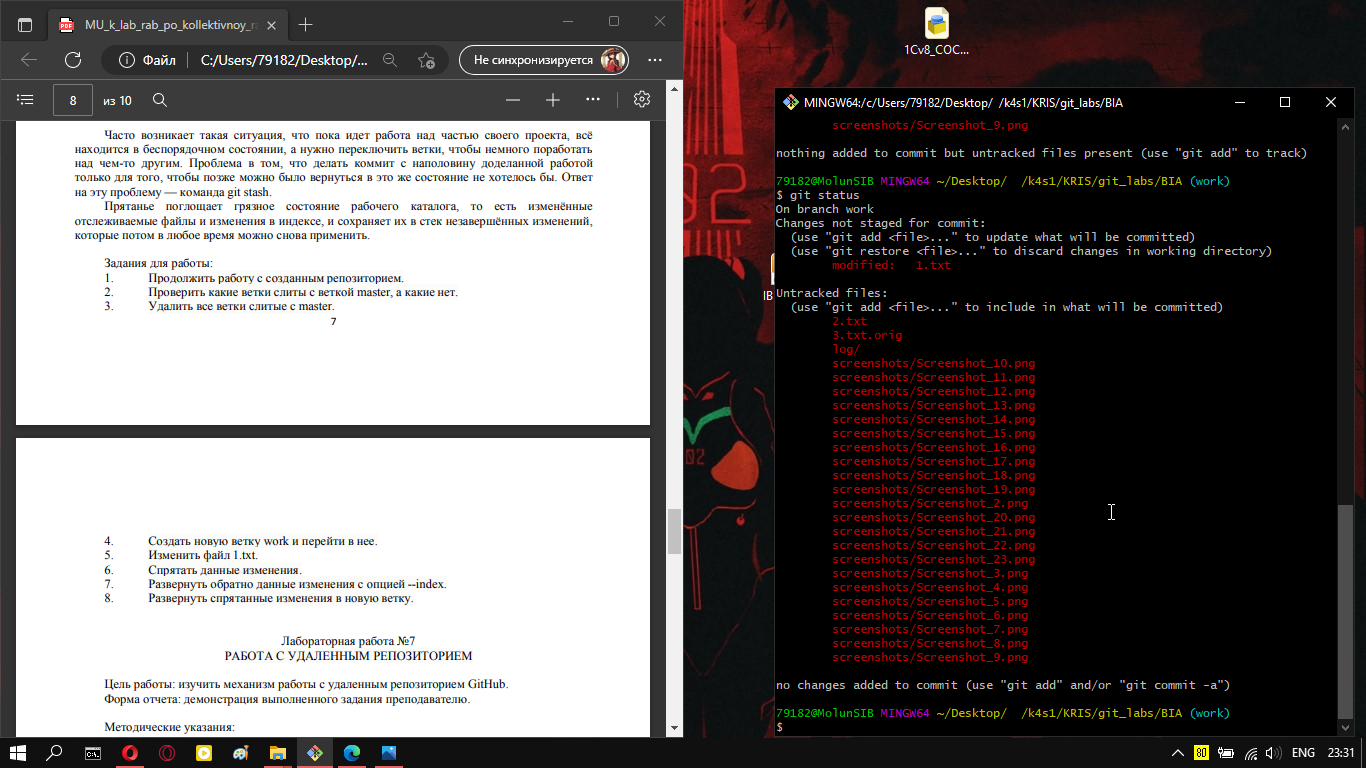 MU_k_lab_rab_po_kollektivnoy_r
Файл
C:/Users/79182/Desktop/...
Не синхронизируется
8
из 10
Часто возникает такая ситуация, что пока идет работа над частью своего проекта, всё
находится в беспорядочном состоянии, а нужно переключить ветки, чтобы немного поработать
над чем-то другим. Проблема в том, что делать коммит с наполовину доделанной работой
только для того, чтобы позже можно было вернуться в это же состояние не хотелось бы. Ответ
на эту проблему — команда git stash.
Прятанье поглощает грязное состояние рабочего каталога, то есть изменённые
отслеживаемые файлы и изменения в индексе, и сохраняет их в стек незавершённых изменений,
которые потом в любое время можно снова применить.
Задания для работы:
1. Продолжить работу с созданным репозиторием.
2. Проверить какие ветки слиты с веткой master, а какие нет.
3. Удалить все ветки слитые с master.
7
4. Создать новую ветку work и перейти в нее.
5. Изменить файл 1.txt.
6. Спрятать данные изменения.
7. Развернуть обратно данные изменения с опцией --index.
8. Развернуть спрятанные изменения в новую ветку.
Лабораторная работа №7
РАБОТА С УДАЛЕННЫМ РЕПОЗИТОРИЕМ
Цель работы: изучить механизм работы с удаленным репозиторием GitHub.
Форма отчета: демонстрация выполненного задания преподавателю.
Методические указания:
1Cv8_COC...
MINGW64:/c/Users/79182/Desktop/ /k4s1/KRIS/git_labs/BIA
screenshots/Screenshot_9.png
nothing added to commit but untracked files present (use "git add" to track)
79182@MolunSIB MINGW64 ~/Desktop/ /k4s1/KRIS/git_labs/BIA (work)
$ git status
On branch work
Changes not staged for commit:
(use "git add <file>..." to update what will be committed)
(use "git restore <file>..." to discard changes in working directory)
modified: 1.txt
Untracked files:
(use "git add <file>..." to include in what will be committed)
2.txt
3.txt.orig
log/
screenshots/Screenshot_10.png
screenshots/Screenshot_11.png
screenshots/Screenshot_12.png
screenshots/Screenshot_13.png
screenshots/Screenshot_14.png
screenshots/Screenshot_15.png
screenshots/Screenshot_16.png
screenshots/Screenshot_17.png
screenshots/Screenshot_18.png
screenshots/Screenshot_19.png
screenshots/Screenshot_2.png
screenshots/Screenshot_20.png
screenshots/Screenshot_21.png
screenshots/Screenshot_22.png
screenshots/Screenshot_23.png
screenshots/Screenshot_3.png
screenshots/Screenshot_4.png
screenshots/Screenshot_5.png
screenshots/Screenshot_6.png
screenshots/Screenshot_7.png
screenshots/Screenshot_8.png
screenshots/Screenshot_9.png
no changes added to commit (use "git add" and/or "git commit -a")
79182@MolunSIB MINGW64 ~/Desktop/ /k4s1/KRIS/git_labs/BIA (work)
$
80
ENG
23:31